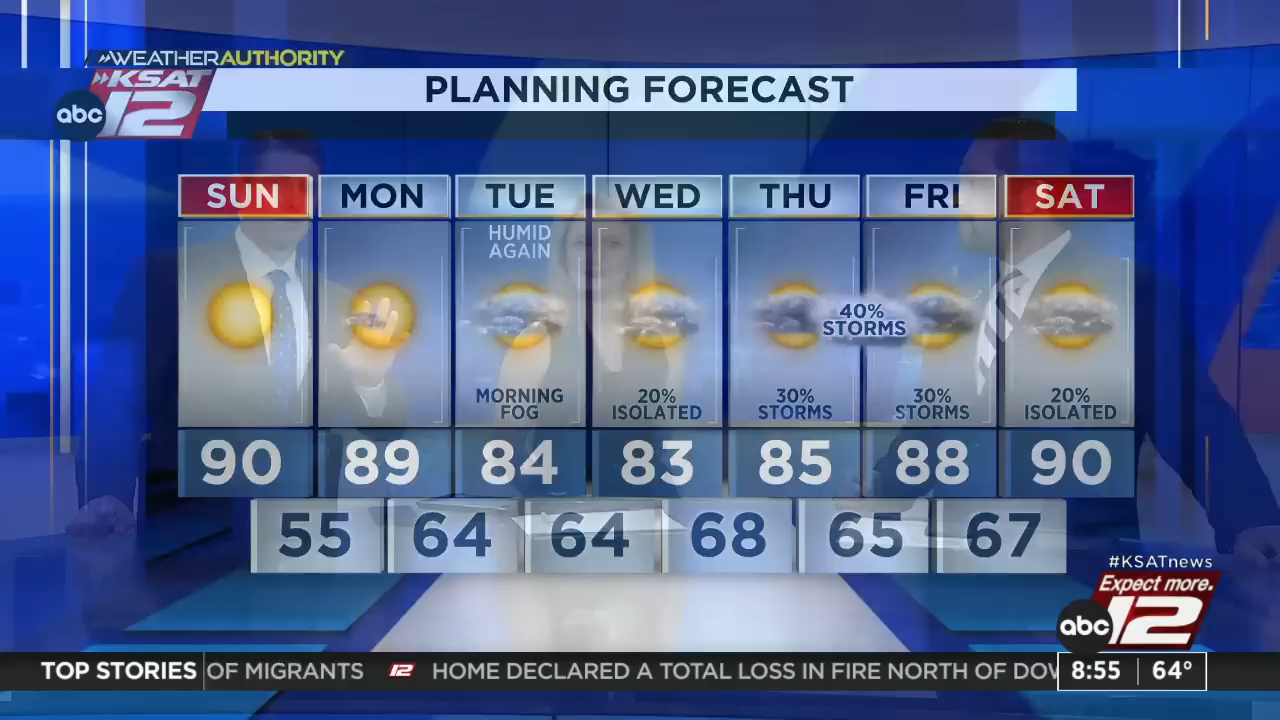 WEATHERAUTHORITY
KSAT
abc 12
PLANNING FORECAST
SUN MON TUE WED THU FRI SAT
HUMID
AGAIN
40%
STORMS
MORNING
FOG
20%
ISOLATED
30%
STORMS
30%
STORMS
20%
ISOLATED
90 89 84 83 85 88 90
55 64 64 68 65 67
#KSATnews
Expect more.
abc 12
TOP STORIES OF MIGRANTS 12 HOME DECLARED A TOTAL LOSS IN FIRE NORTH OF DOW
8:55 64°